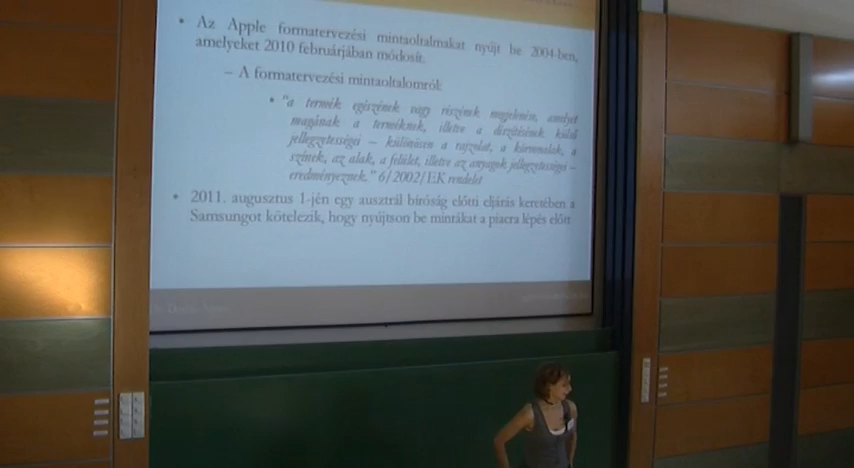 • Az Apple formatervezési mintaoltalmakat nyújt be 2004-ben,
amelyeket 2010 februárjában módosít.
– A formatervezési mintaoltalomról:
• "a termék egészének vagy részének megjelenése, amelyet
magának a terméknek, illetve a díszítésének külső
jellegzetességei – különösen a rajzolat, a körvonalak, a
színek, az alak, a felület, illetve az anyagok jellegzetességei –
eredményeznek." 6/2002/EK rendelet
• 2011. augusztus 1-jén egy ausztrál bíróság előtti eljárás keretében a
Samsungot kötelezik, hogy nyújtson be mintákat a piacra lépés előtt